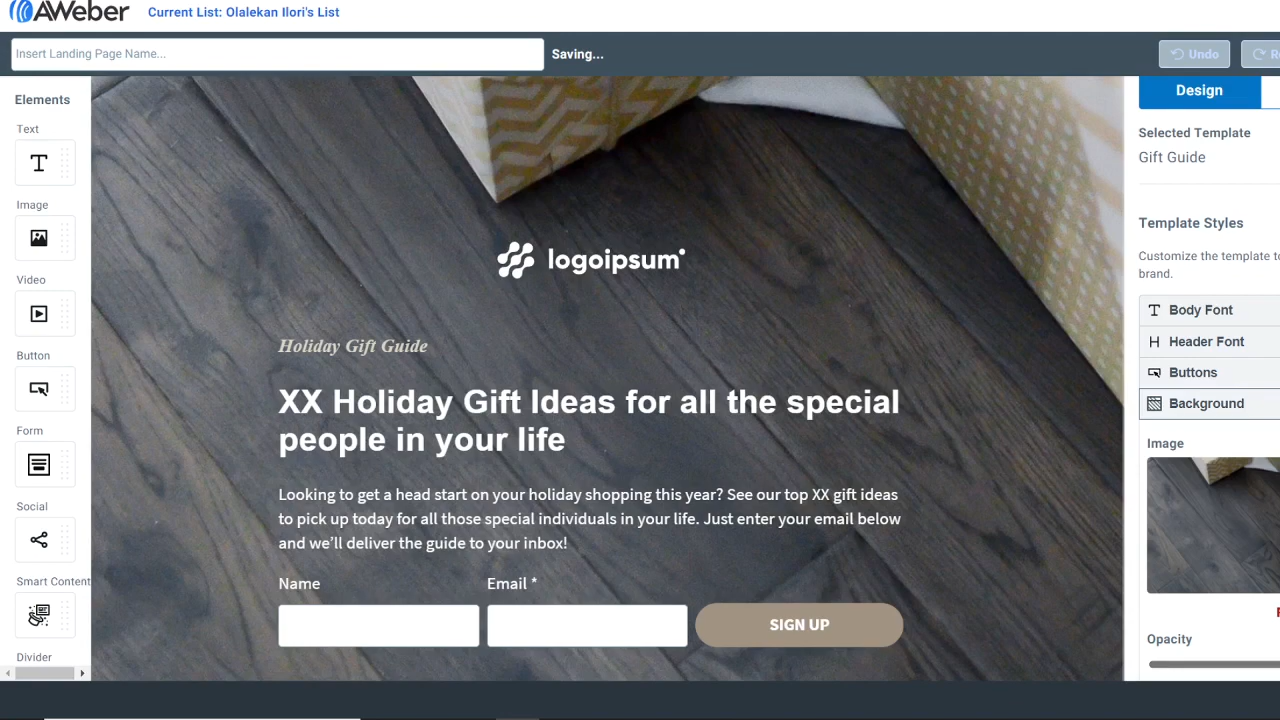 AWeber
Current List: Olalekan Ilori's List
Insert Landing Page Name...
Saving...
Undo
Elements
Text
Image
Video
Button
Form
Social
Smart Content
Divider
logoipsum
Holiday Gift Guide
XX Holiday Gift Ideas for all the special
people in your life
Looking to get a head start on your holiday shopping this year? See our top XX gift ideas
to pick up today for all those special individuals in your life. Just enter your email below
and we’ll deliver the guide to your inbox!
Name
Email *
SIGN UP
Design
Selected Template
Gift Guide
Template Styles
Customize the template to
brand.
Body Font
Header Font
Buttons
Background
Image
Opacity